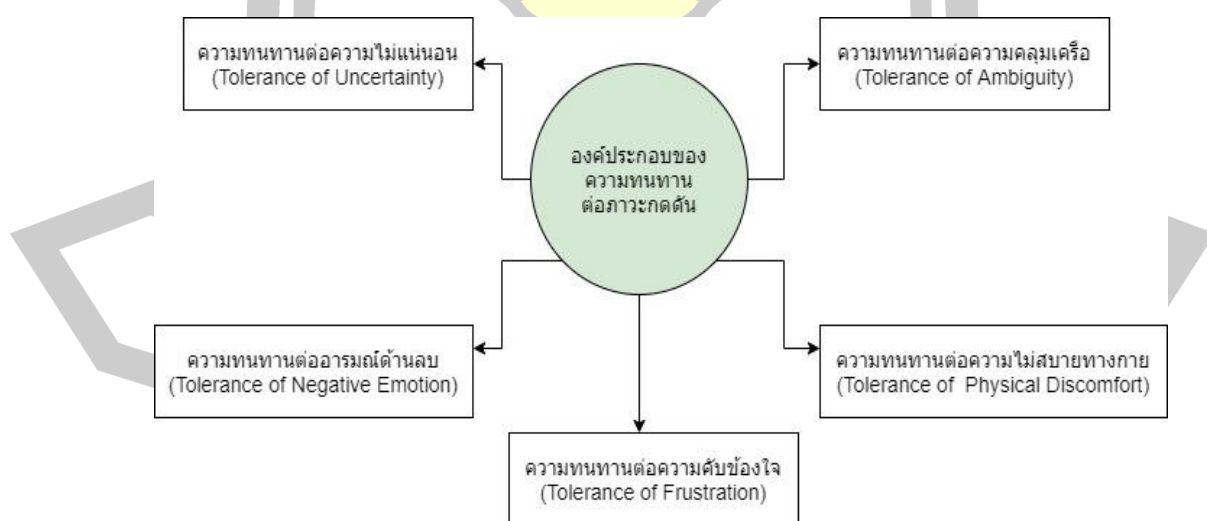 ความทนทานต่อความไม่แน่นอน
(Tolerance of Uncertainty)
ความทนทานต่อความคลุมเครือ
(Tolerance of Ambiguity)
องค์ประกอบของ
ความทนทาน
ต่อภาวะกดดัน
ความทนทานต่ออารมณ์ด้านลบ
(Tolerance of Negative Emotion)
ความทนทานต่อความไม่สบายทางกาย
(Tolerance of Physical Discomfort)
ความทนทานต่อความคับข้องใจ
(Tolerance of Frustration)